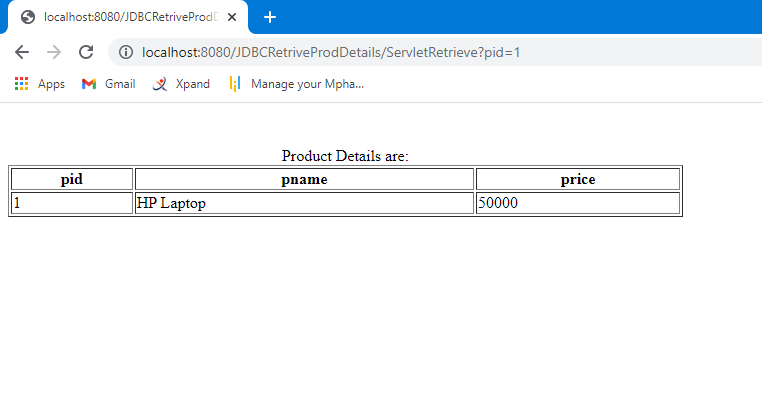 localhost:8080/JDBCRetriveProdD
localhost:8080/JDBCRetriveProdDetails/ServletRetrieve?pid=1
Apps Gmail Xpand Manage your Mpha...
Product Details are:
pid pname price
1 HP Laptop 50000